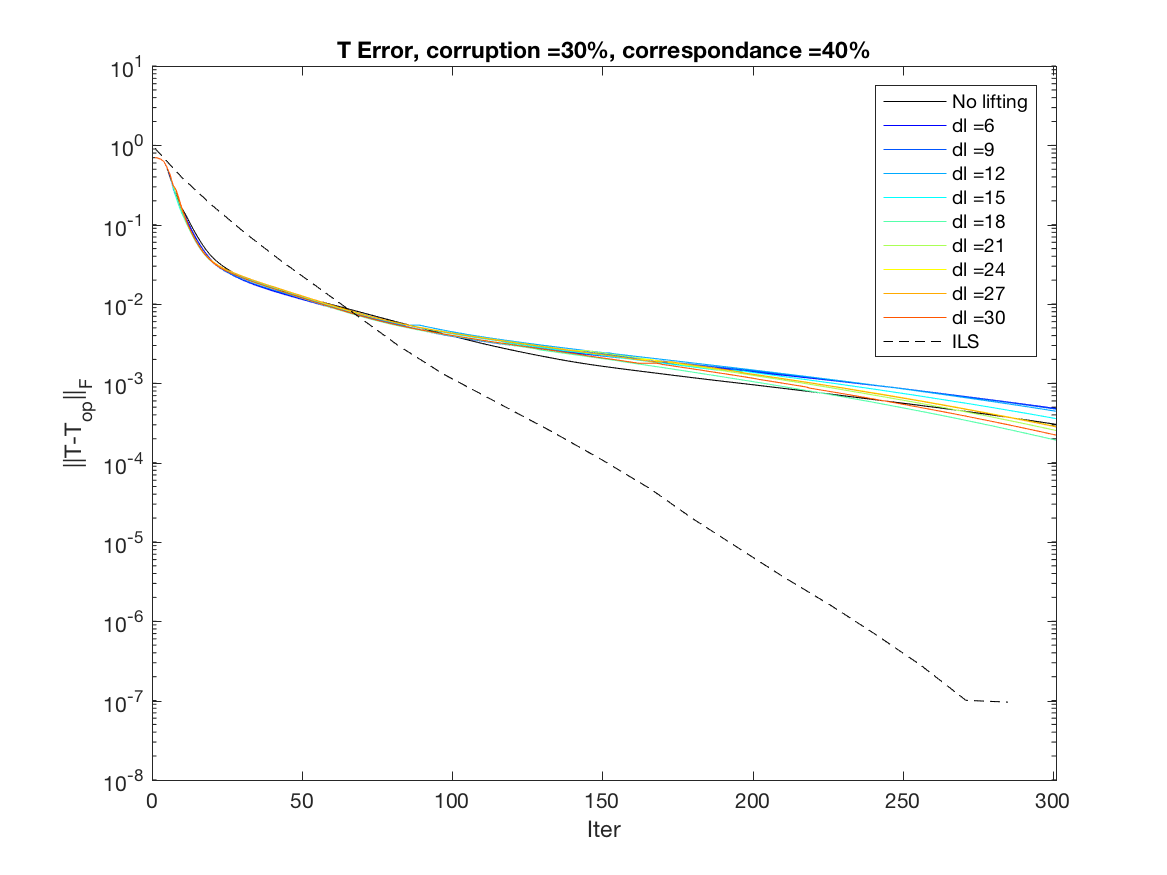 T Error, corruption =30%, correspondance =40%
10^1
10^0
10^-1
10^-2
10^-3
10^-4
10^-5
10^-6
10^-7
10^-8
||T-T_op||_F
0 50 100 150 200 250 300
Iter
No lifting
dl =6
dl =9
dl =12
dl =15
dl =18
dl =21
dl =24
dl =27
dl =30
ILS